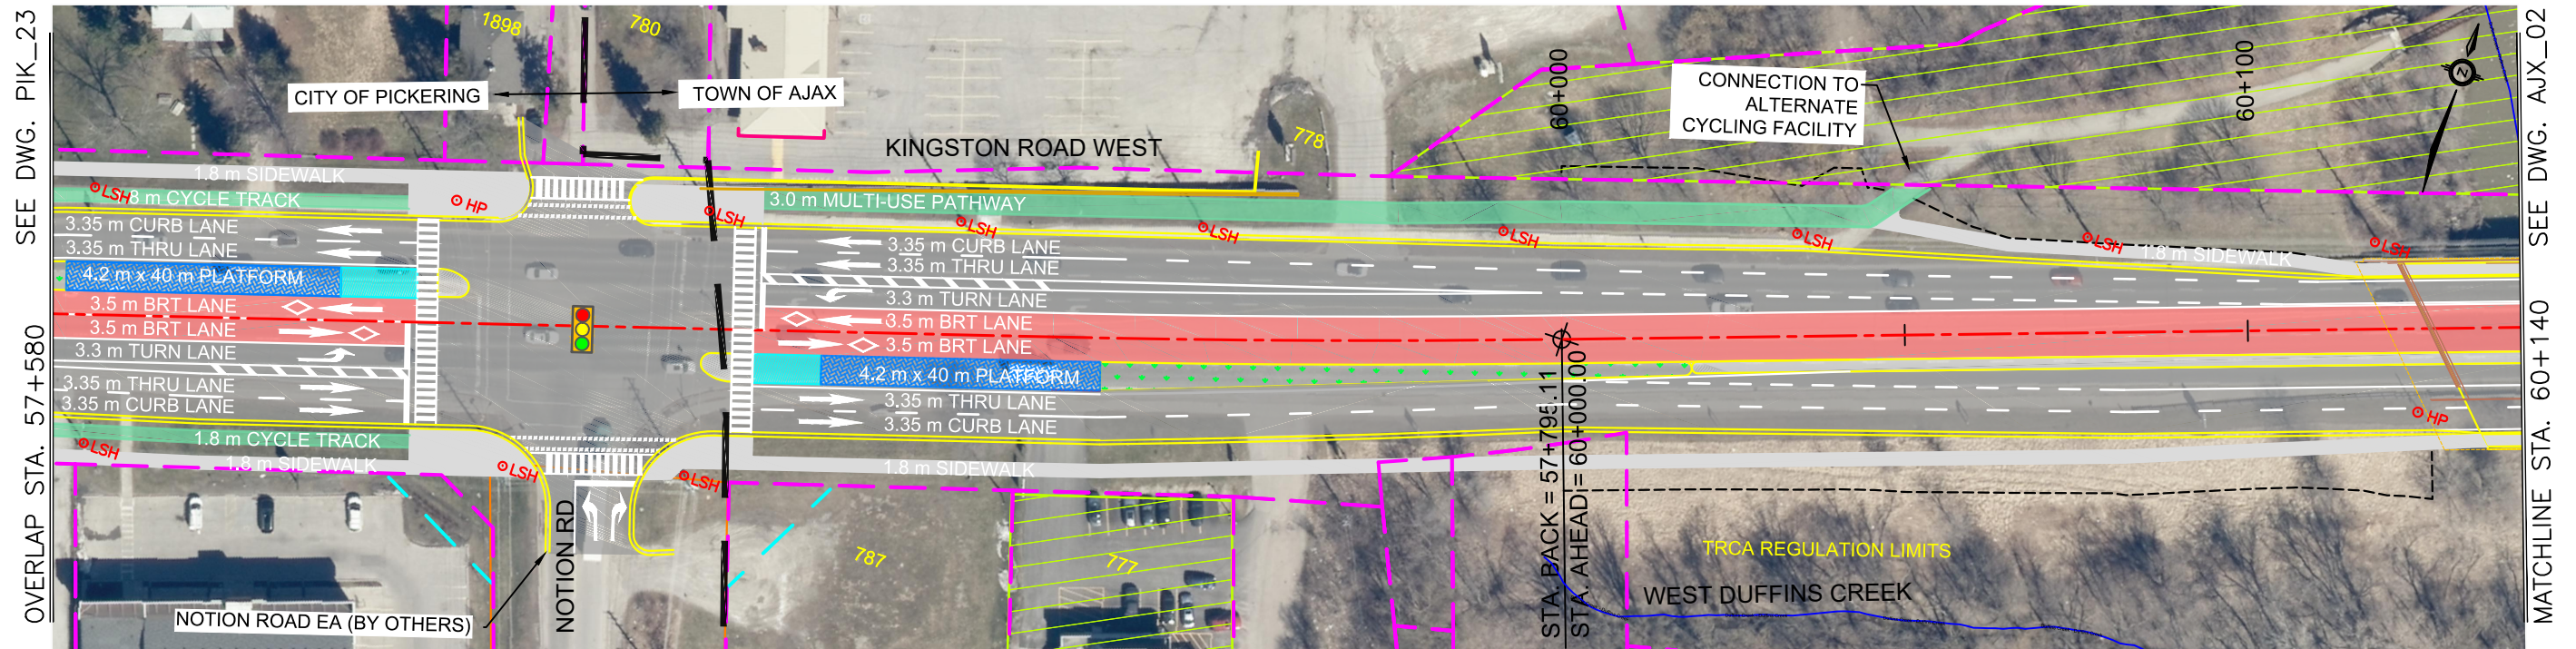 SEE DWG. PIK_23
OVERLAP STA. 57+580
1898
780
CITY OF PICKERING
TOWN OF AJAX
KINGSTON ROAD WEST
778
60+000
CONNECTION TO
ALTERNATE
CYCLING FACILITY
60+100
N
SEE DWG. AJX_02
MATCHLINE STA. 60+140
1.8 m SIDEWALK
LSH
8 m CYCLE TRACK
HP
LSH
3.0 m MULTI-USE PATHWAY
LSH
LSH
LSH
LSH
LSH
LSH
1.8 m SIDEWALK
3.35 m CURB LANE
3.35 m THRU LANE
4.2 m x 40 m PLATFORM
3.5 m BRT LANE
3.5 m BRT LANE
3.3 m TURN LANE
3.35 m THRU LANE
3.35 m CURB LANE
3.35 m CURB LANE
3.35 m THRU LANE
3.3 m TURN LANE
3.5 m BRT LANE
3.5 m BRT LANE
4.2 m x 40 m PLATFORM
3.35 m THRU LANE
3.35 m CURB LANE
HP
1.8 m CYCLE TRACK
LSH
1.8 m SIDEWALK
LSH
LSH
1.8 m SIDEWALK
STA. BACK = 57+795.11
STA. AHEAD = 60+000.00
NOTION RD
NOTION ROAD EA (BY OTHERS)
787
777
TRCA REGULATION LIMITS
WEST DUFFINS CREEK